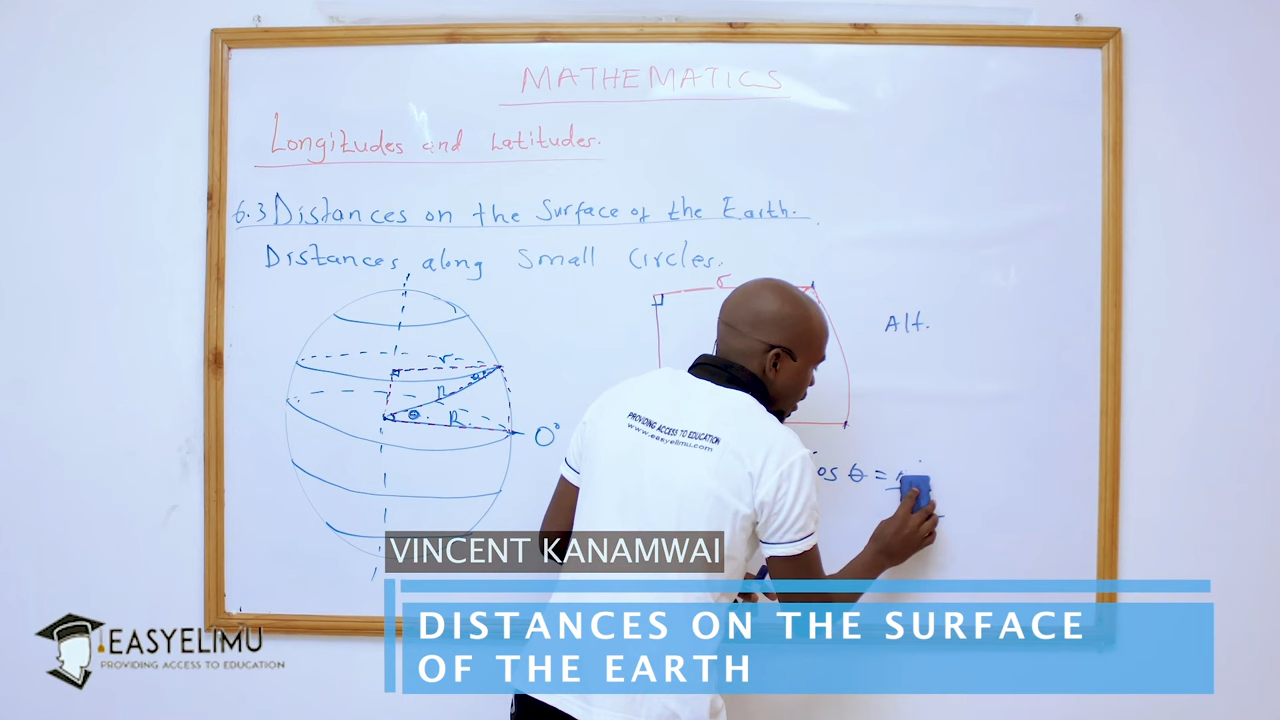 MATHEMATICS
Longitudes and Latitudes.
6.3 Distances on the Surface of the Earth.
Distances along Small Circles.
r
Alt.
r
θ
R
θ
R
0°
PROVIDING ACCESS TO EDUCATION
www.easyelimu.com
cos θ =
VINCENT KANAMWAI
DISTANCES ON THE SURFACE
OF THE EARTH
EASYELIMU
PROVIDING ACCESS TO EDUCATION